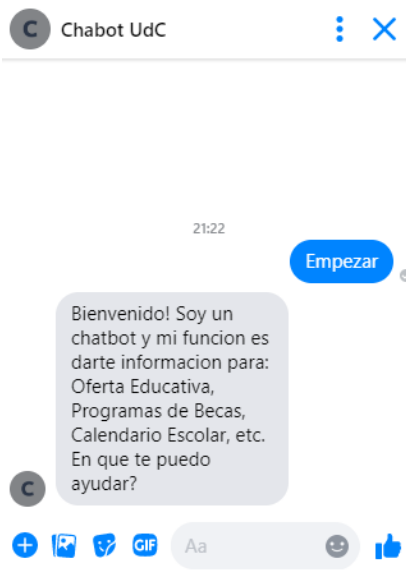 C Chabot UdC
21:22
Empezar
Bienvenido! Soy un
chatbot y mi funcion es
darte informacion para:
Oferta Educativa,
Programas de Becas,
Calendario Escolar, etc.
En que te puedo
ayudar?
C
GIF Aa